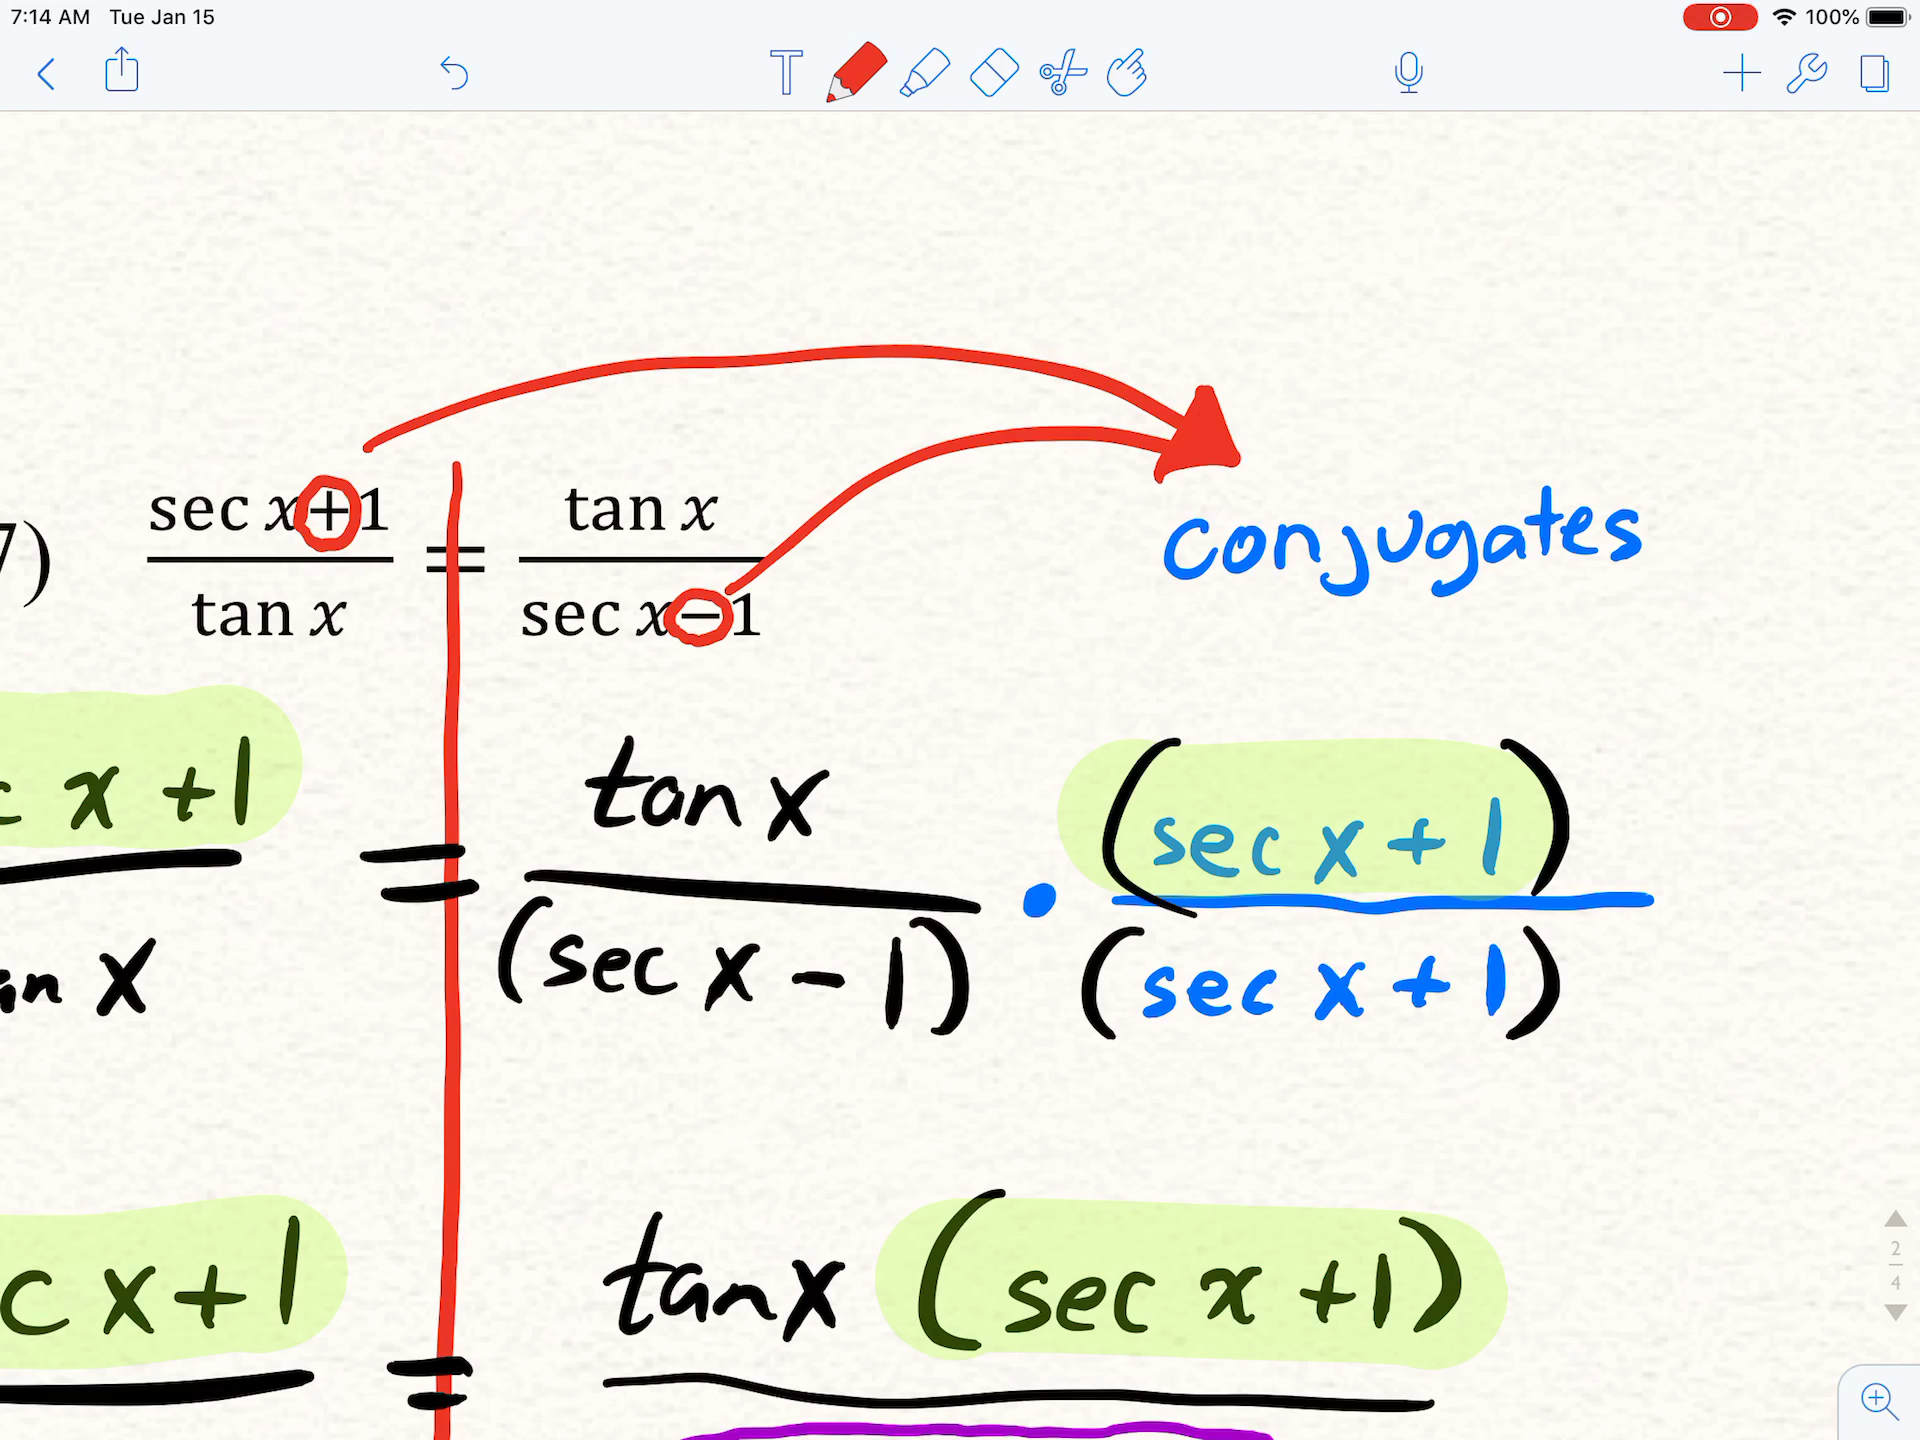 7:14 AM Tue Jan 15
100%
T
7) sec x+1 / tan x = tan x / sec x−1
conjugates
c x +1 / an x = tan x / (sec x − 1) • (sec x + 1) / (sec x + 1)
c x +1 = tan x (sec x +1)
2
4